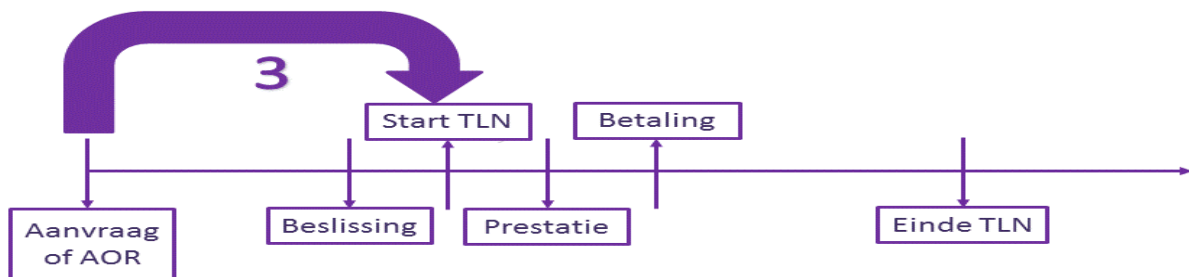 3
Start TLN
Betaling
Aanvraag
of AOR
Beslissing
Prestatie
Einde TLN